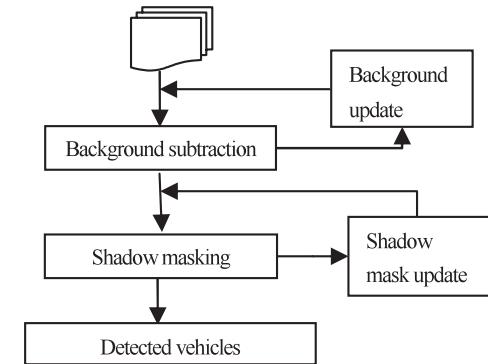 Background
update
Background subtraction
Shadow masking
Shadow
mask update
Detected vehicles